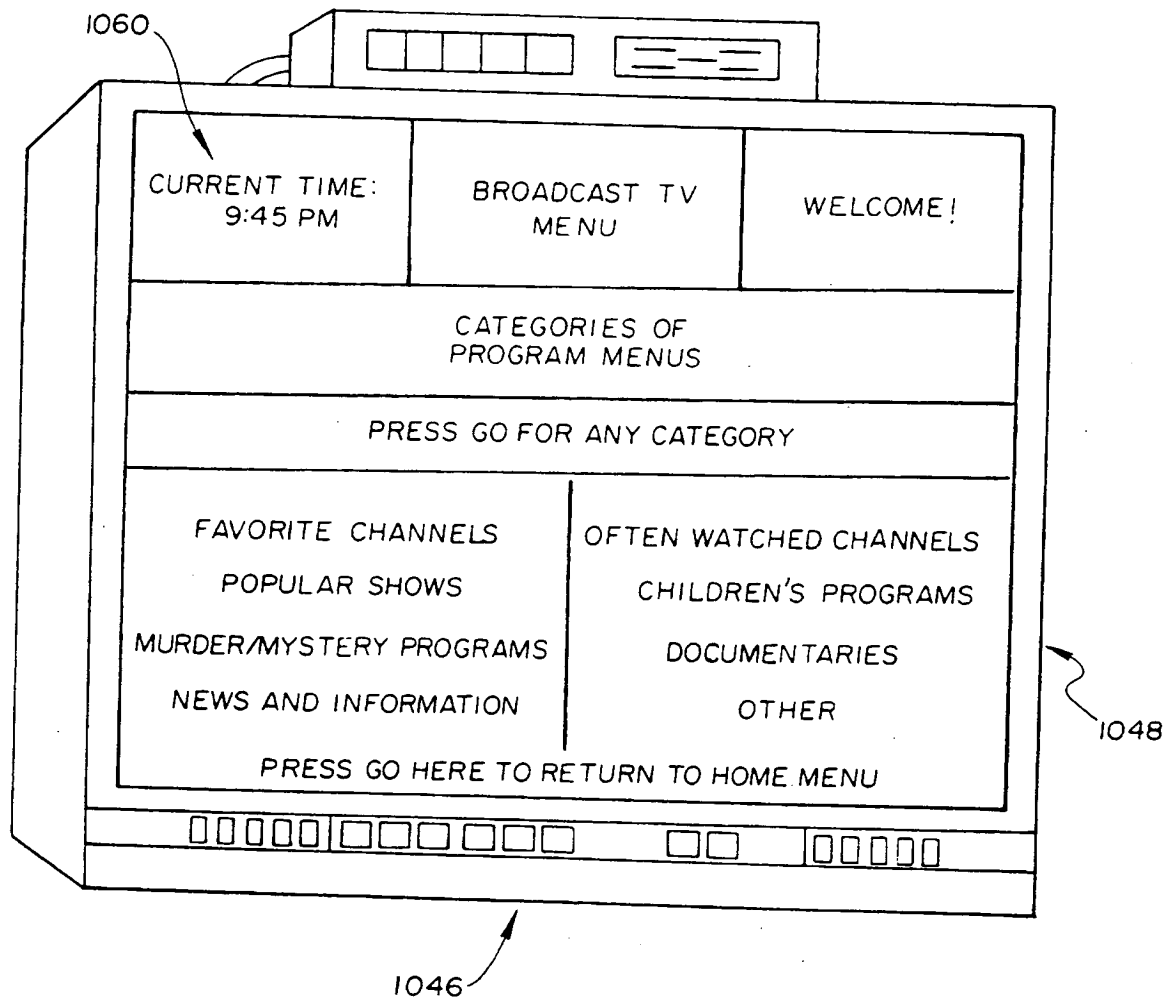 1060
CURRENT TIME:
9:45 PM
BROADCAST TV
MENU
WELCOME!
CATEGORIES OF
PROGRAM MENUS
PRESS GO FOR ANY CATEGORY
FAVORITE CHANNELS
POPULAR SHOWS
MURDER/MYSTERY PROGRAMS
NEWS AND INFORMATION
OFTEN WATCHED CHANNELS
CHILDREN'S PROGRAMS
DOCUMENTARIES
OTHER
PRESS GO HERE TO RETURN TO HOME MENU
1048
1046